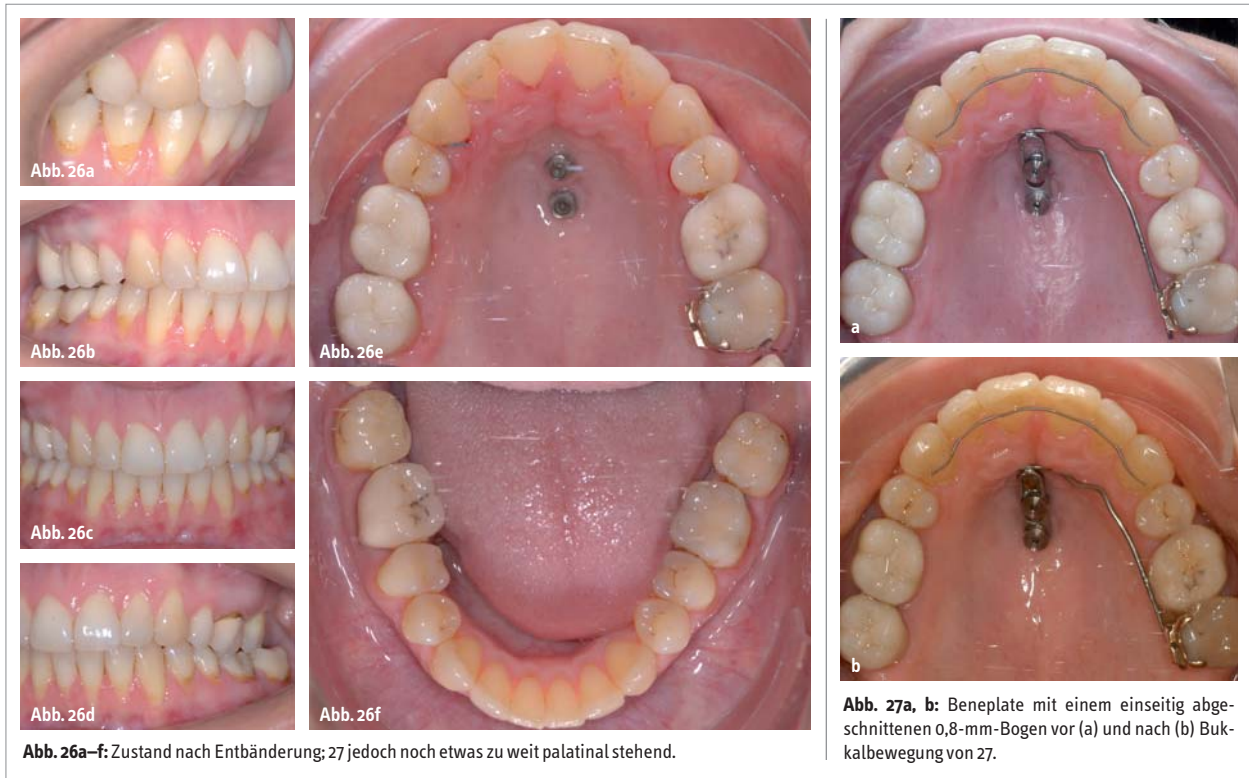 Abb. 26a
Abb. 26b
Abb. 26c
Abb. 26d
Abb. 26e
Abb. 26f
Abb. 26a–f: Zustand nach Entbänderung; 27 jedoch noch etwas zu weit palatinal stehend.
a
b
Abb. 27a, b: Beneplate mit einem einseitig abge-
schnittenen 0,8-mm-Bogen vor (a) und nach (b) Buk-
kalbewegung von 27.